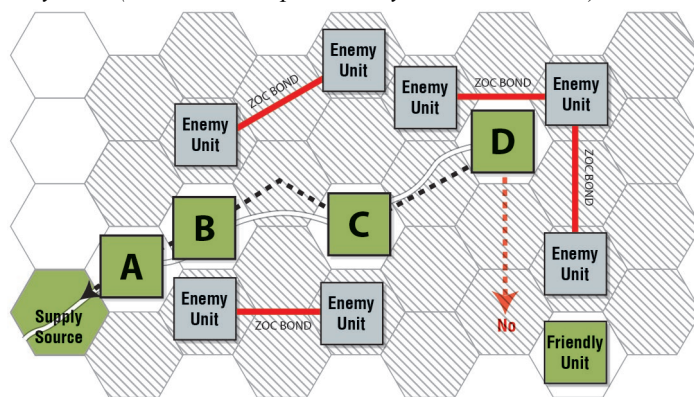 Enemy
Unit
ZOC BOND
Enemy
Unit
Enemy
Unit
ZOC BOND
Enemy
Unit
D
ZOC BOND
B
C
A
Enemy
Unit
Supply
Source
Enemy
Unit
ZOC BOND
Enemy
Unit
No
Friendly
Unit